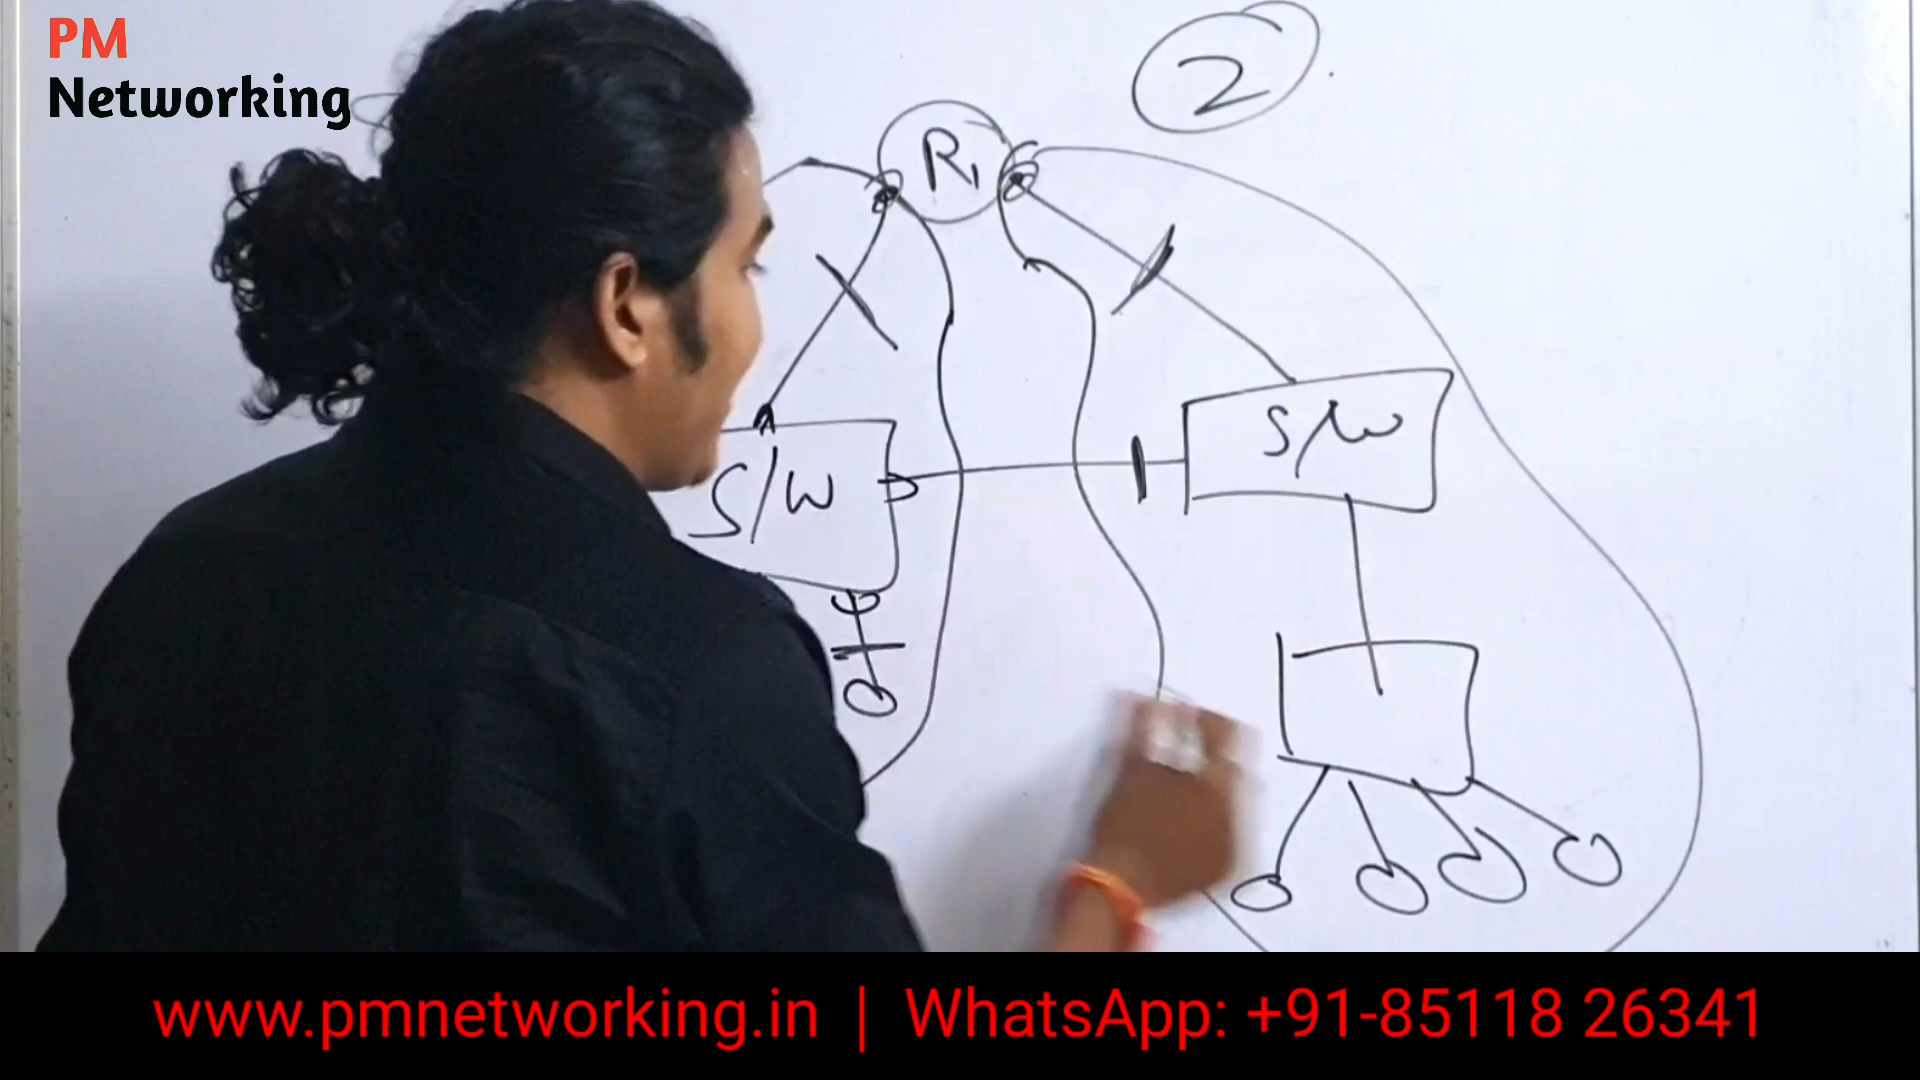 PM
Networking
2
R1
S/W
S/W
www.pmnetworking.in | WhatsApp: +91-85118 26341